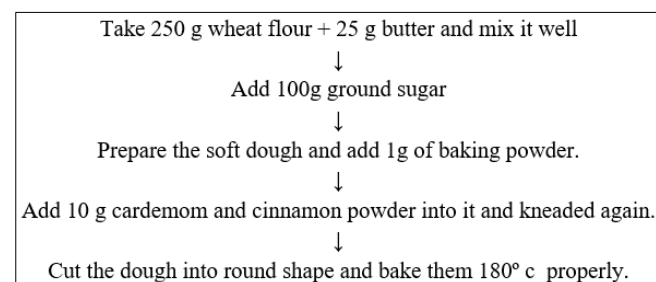 Take 250 g wheat flour + 25 g butter and mix it well
↓
Add 100g ground sugar
↓
Prepare the soft dough and add 1g of baking powder.
↓
Add 10 g cardemom and cinnamon powder into it and kneaded again.
↓
Cut the dough into round shape and bake them 180º c properly.